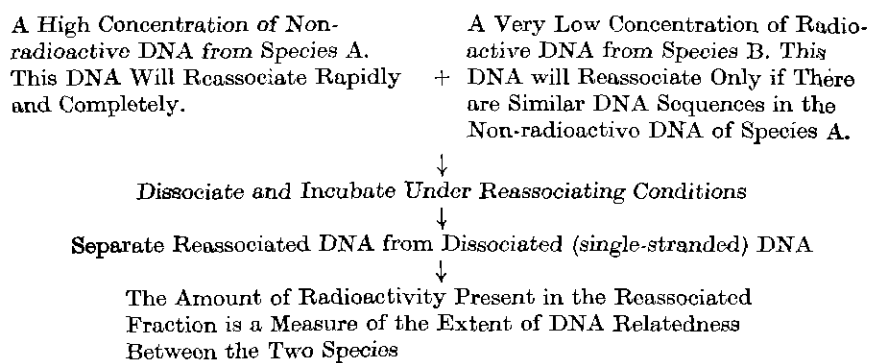 A High Concentration of Non-
radioactive DNA from Species A.
This DNA Will Reassociate Rapidly
and Completely.
+
A Very Low Concentration of Radio-
active DNA from Species B. This
DNA will Reassociate Only if There
are Similar DNA Sequences in the
Non-radioactive DNA of Species A.
↓
Dissociate and Incubate Under Reassociating Conditions
↓
Separate Reassociated DNA from Dissociated (single-stranded) DNA
↓
The Amount of Radioactivity Present in the Reassociated
Fraction is a Measure of the Extent of DNA Relatedness
Between the Two Species